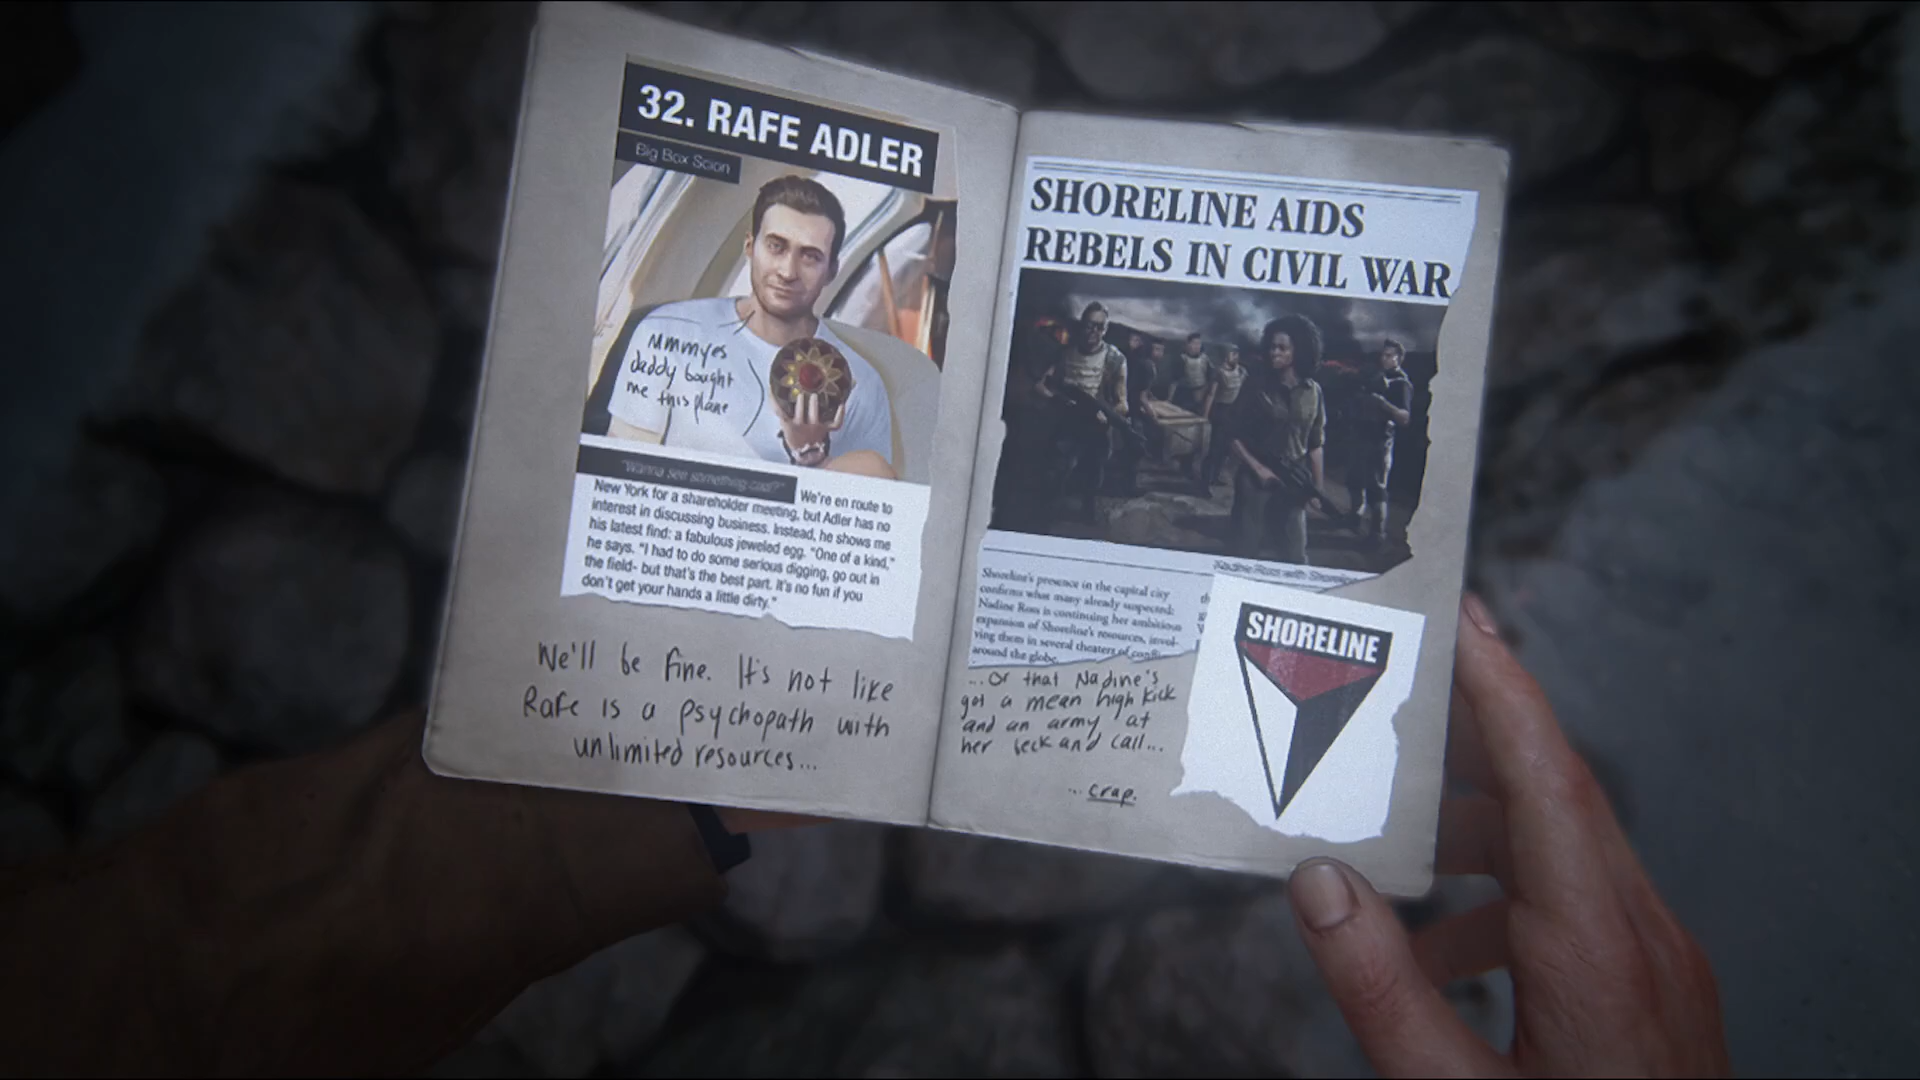 32. RAFE ADLER
Big Box Scion
Mmmyes
daddy bought
me this plane
"Wanna see something cool?" We're en route to
New York for a shareholder meeting, but Adler has no
interest in discussing business. Instead, he shows me
his latest find: a fabulous jeweled egg. "One of a kind,"
he says. "I had to do some serious digging, go out in
the field- but that's the best part. It's no fun if you
don't get your hands a little dirty."
We'll be fine. It's not like
Rafe is a psychopath with
unlimited resources...
SHORELINE AIDS
REBELS IN CIVIL WAR
Nadine Ross with Shoreline
Shoreline's presence in the capital city
confirms what many already suspected:
Nadine Ross is continuing her ambitious
expansion of Shoreline's resources, invol-
ving them in several theaters of
around the globe.
...Or that Nadine's
got a mean high kick
and an army at
her beck and call...
...crap.
SHORELINE